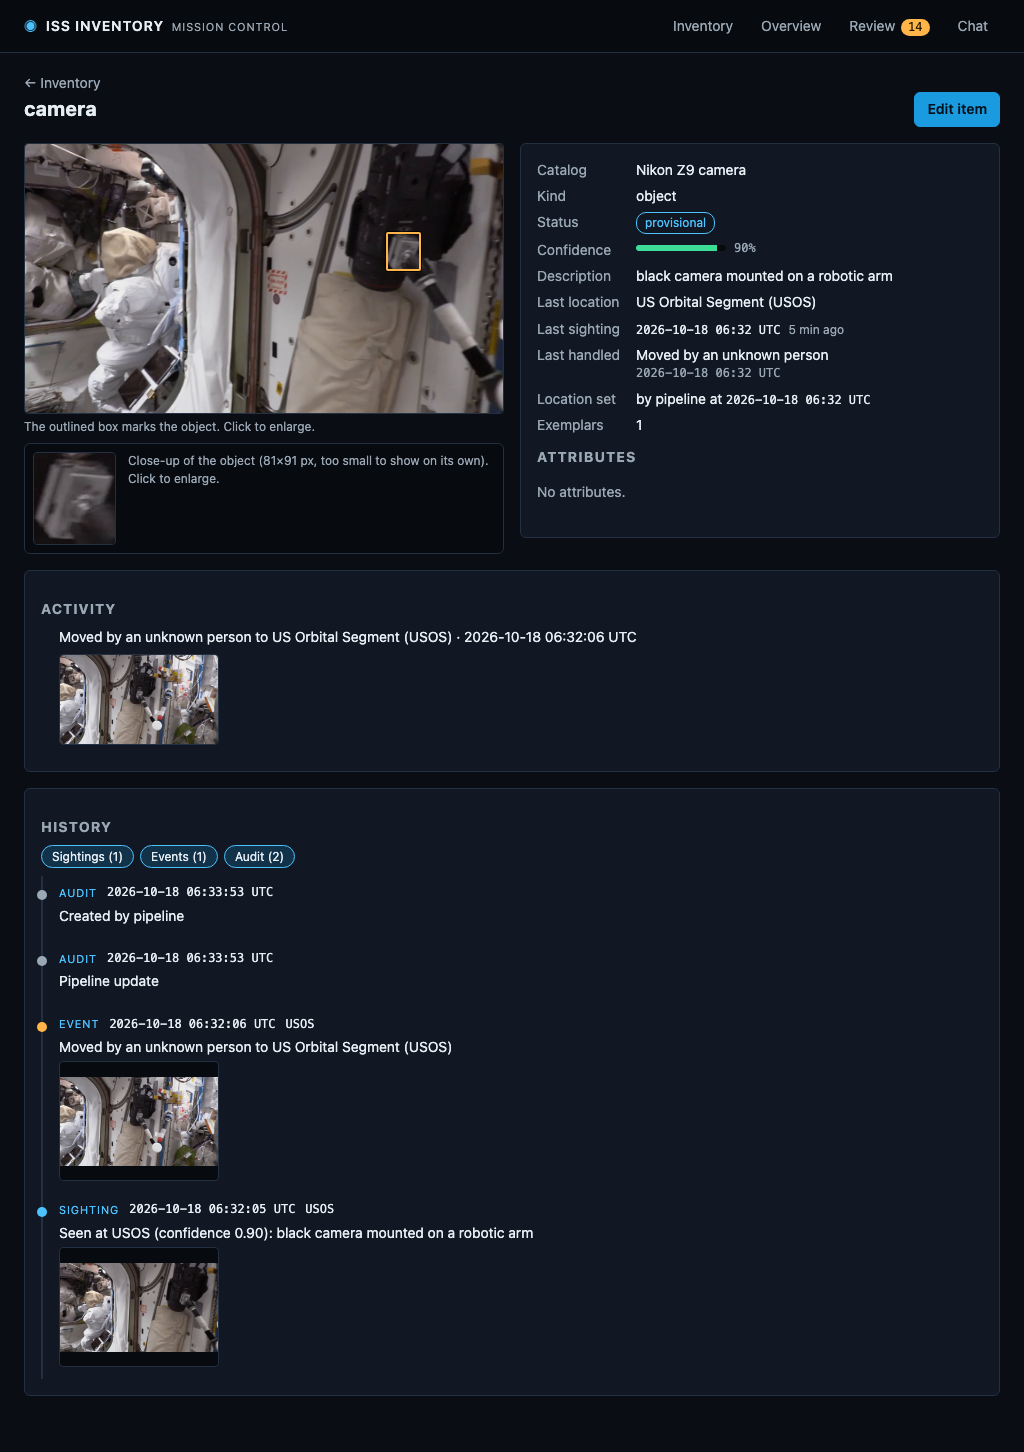 ISS INVENTORY MISSION CONTROL
Inventory Overview Review 14 Chat
← Inventory
camera
Edit item
The outlined box marks the object. Click to enlarge.
Close-up of the object (81×91 px, too small to show on its own).
Click to enlarge.
Catalog Nikon Z9 camera
Kind object
Status provisional
Confidence 90%
Description black camera mounted on a robotic arm
Last location US Orbital Segment (USOS)
Last sighting 2026-10-18 06:32 UTC 5 min ago
Last handled Moved by an unknown person
2026-10-18 06:32 UTC
Location set by pipeline at 2026-10-18 06:32 UTC
Exemplars 1
ATTRIBUTES
No attributes.
ACTIVITY
Moved by an unknown person to US Orbital Segment (USOS) · 2026-10-18 06:32:06 UTC
HISTORY
Sightings (1) Events (1) Audit (2)
AUDIT 2026-10-18 06:33:53 UTC
Created by pipeline
AUDIT 2026-10-18 06:33:53 UTC
Pipeline update
EVENT 2026-10-18 06:32:06 UTC USOS
Moved by an unknown person to US Orbital Segment (USOS)
SIGHTING 2026-10-18 06:32:05 UTC USOS
Seen at USOS (confidence 0.90): black camera mounted on a robotic arm